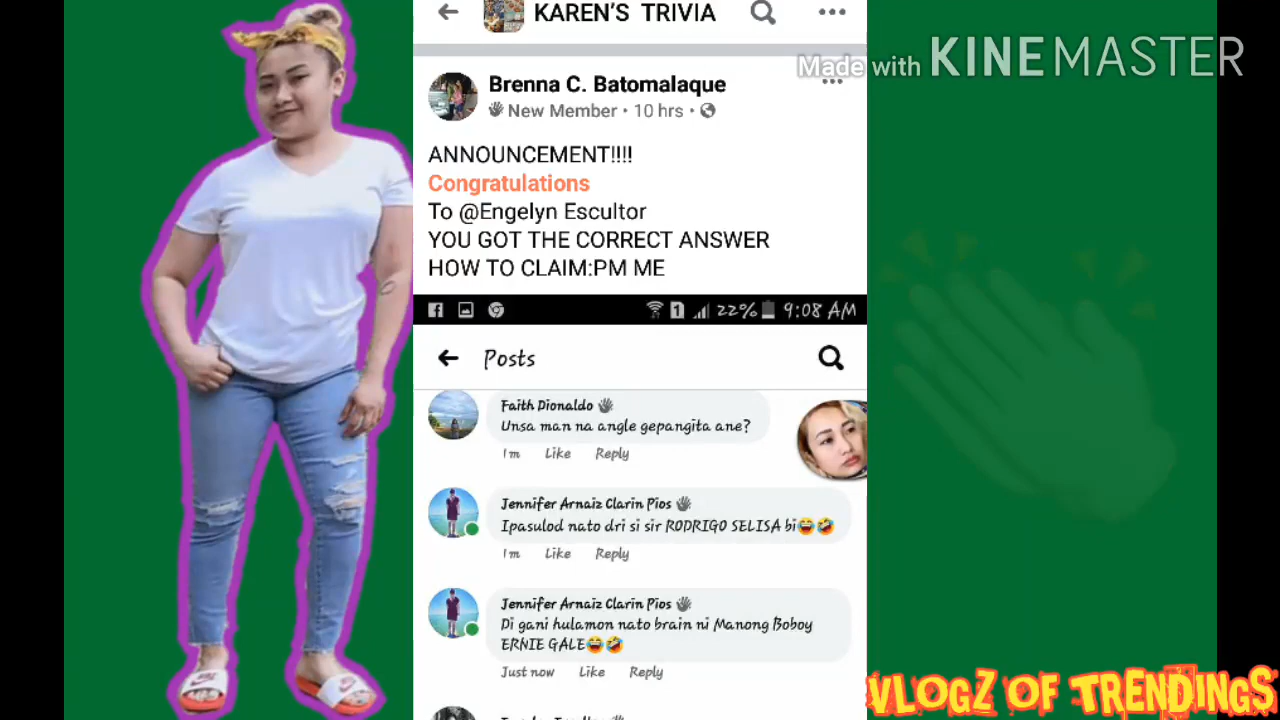 KAREN'S TRIVIA
Made with KINEMASTER
Brenna C. Batomalaque
New Member • 10 hrs •
ANNOUNCEMENT!!!!
Congratulations
To @Engelyn Escultor
YOU GOT THE CORRECT ANSWER
HOW TO CLAIM:PM ME
1 22% 9:08 AM
Posts
Faith Dionaldo
Unsa man na angle gepangita ane?
1m Like Reply
Jennifer Arnaiz Clarin Pios
Ipasulod nato dri si sir RODRIGO SELISA bi😂🤣
1m Like Reply
Jennifer Arnaiz Clarin Pios
Di gani hulamon nato brain ni Manong Boboy
ERNIE GALE😂🤣
Just now Like Reply
VLOGZ OF TRENDINGS